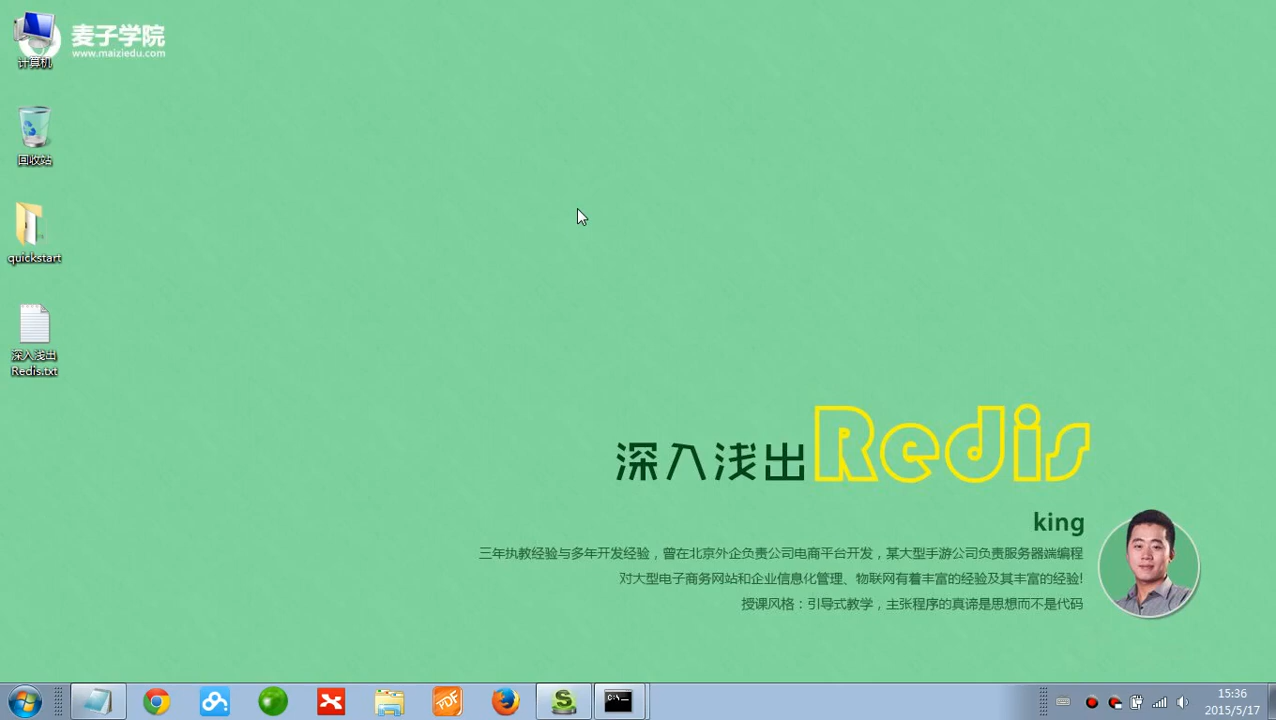 麦子学院
www.maiziedu.com
计算机
回收站
quickstart
深入浅出
Redis.txt
深入浅出Redis
king
三年执教经验与多年开发经验，曾在北京外企负责公司电商平台开发，某大型手游公司负责服务器端编程
对大型电子商务网站和企业信息化管理、物联网有着丰富的经验及其丰富的经验!
授课风格：引导式教学，主张程序的真谛是思想而不是代码
PDF
C:\.
15:36
2015/5/17